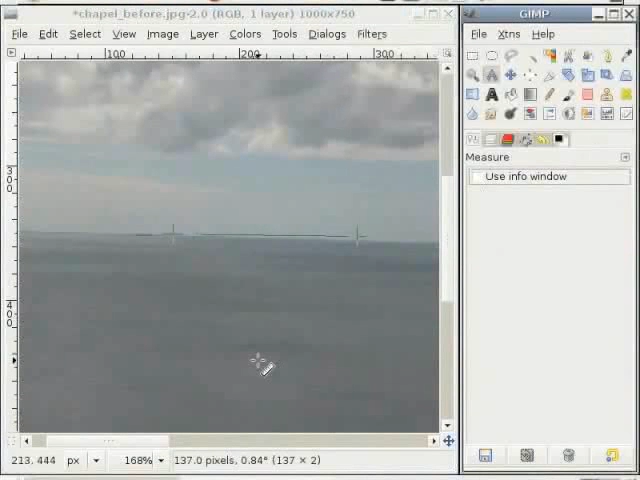 *chapel_before.jpg-2.0 (RGB, 1 layer) 1000x750
File Edit Select View Image Layer Colors Tools Dialogs Filters
100 200 300
300
400
213, 444 px 168% 137.0 pixels, 0.84° (137 × 2)
GIMP
File Xtns Help
Measure
Use info window